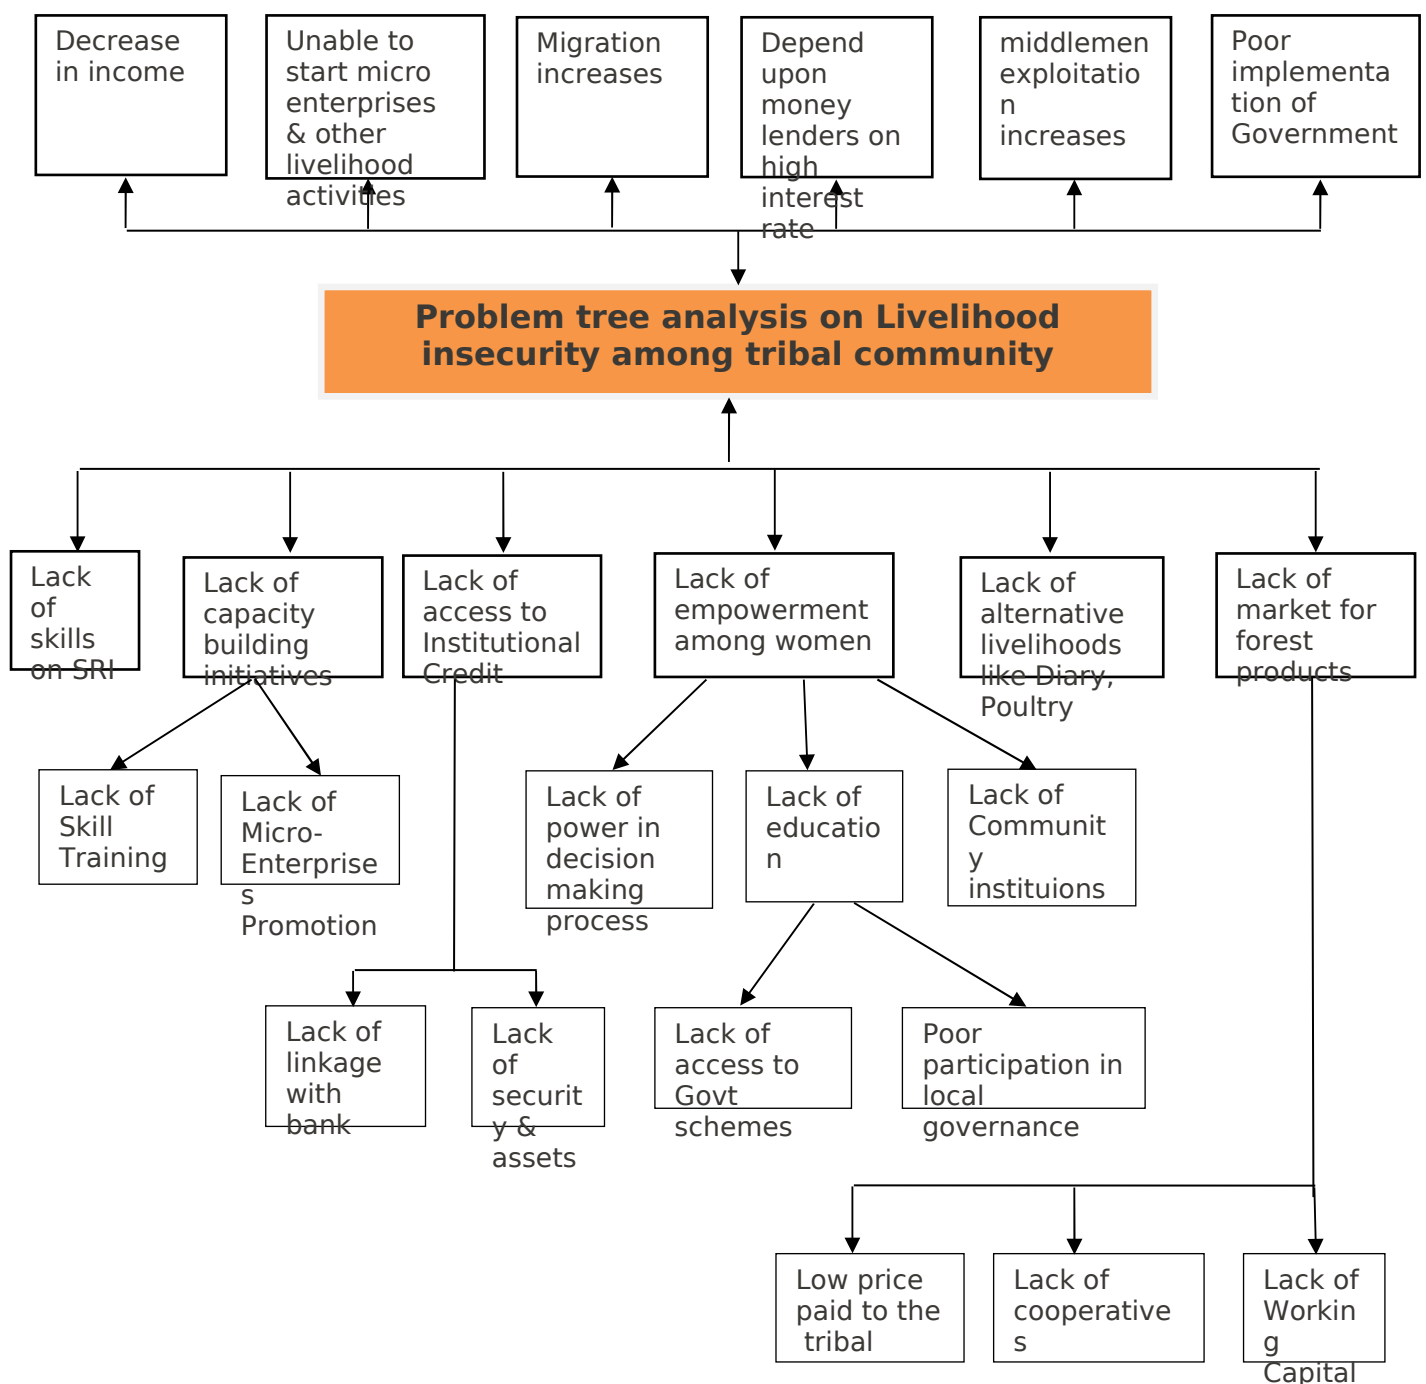 Decrease
in income
Unable to
start micro
enterprises
& other
livelihood
activities
Migration
increases
Depend
upon
money
lenders on
high
interest
rate
middlemen
exploitatio
n
increases
Poor
implementa
tion of
Government
Problem tree analysis on Livelihood
insecurity among tribal community
Lack
of
skills
on SRI
Lack of
capacity
building
initiatives
Lack of
access to
Institutional
Credit
Lack of
empowerment
among women
Lack of
alternative
livelihoods
like Diary,
Poultry
Lack of
market for
forest
products
Lack of
Skill
Training
Lack of
Micro-
Enterprise
s
Promotion
Lack of
power in
decision
making
process
Lack of
educatio
n
Lack of
Communit
y
instituions
Lack of
linkage
with
bank
Lack
of
securit
y &
assets
Lack of
access to
Govt
schemes
Poor
participation in
local
governance
Low price
paid to the
tribal
Lack of
cooperative
s
Lack of
Workin
g
Capital